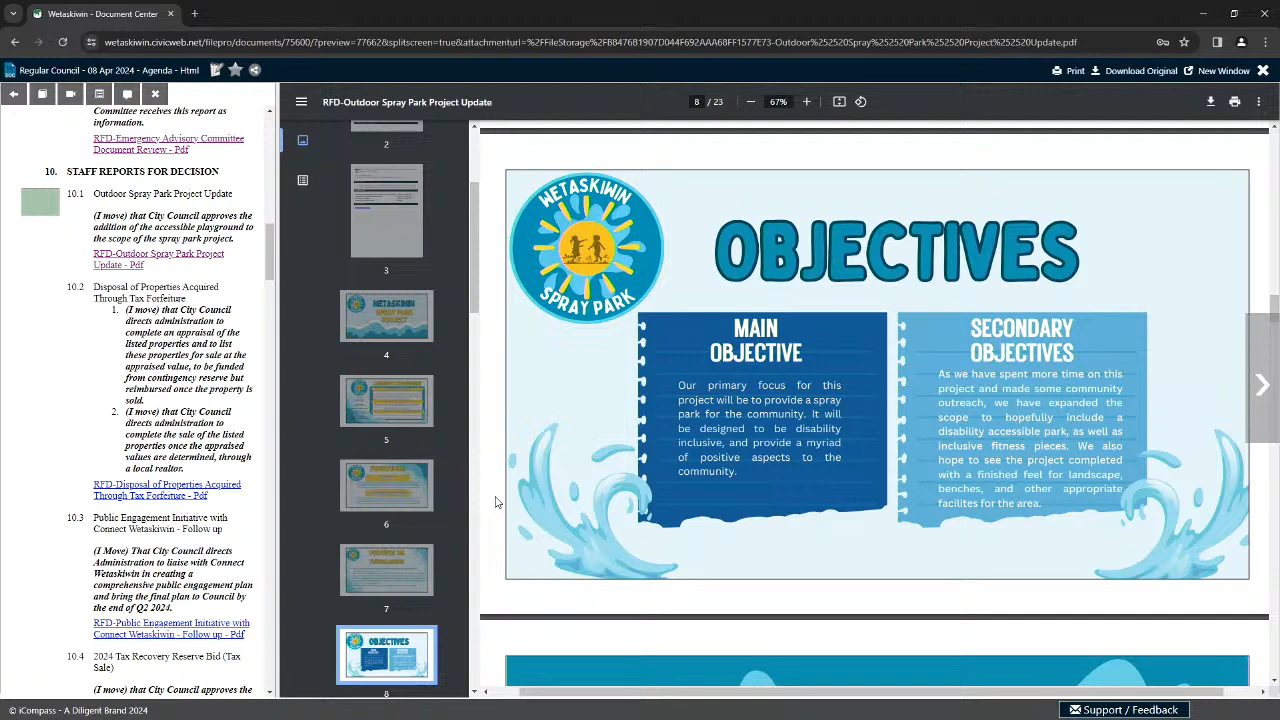 Wetaskiwin - Document Center
wetaskiwin.civicweb.net/filepro/documents/75600/?preview=77662&splitscreen=true&attachmenturl=%2FFileStorage%2FB8476B1907D044F692AAA68FF1577E73-Outdoor%252520Spray%252520Park%252520Project%252520Update.pdf
Regular Council - 08 Apr 2024 - Agenda - Html
Print
Download Original
New Window
Committee receives this report as
information.
RFD-Emergency Advisory Committee
Document Review - Pdf
10. STAFF REPORTS FOR DECISION
10.1 Outdoor Spray Park Project Update
(I move) that City Council approves the
addition of the accessible playground to
the scope of the spray park project.
RFD-Outdoor Spray Park Project
Update - Pdf
10.2 Disposal of Properties Acquired
Through Tax Forfeiture
1. (I move) that City Council
directs administration to
complete an appraisal of the
listed properties and to list
these properties for sale at the
appraised value, to be funded
from contingency reserve but
reimbursed once the property is
sold.
2. (I move) that City Council
directs administration to
complete the sale of the listed
properties once the appraised
values are determined, through
a local realtor.
RFD-Disposal of Properties Acquired
Through Tax Forfeiture - Pdf
10.3 Public Engagement Initiative with
Connect Wetaskiwin - Follow up
(I Move) That City Council directs
Administration to liaise with Connect
Wetaskiwin in creating a
comprehensive public engagement plan
and bring the final plan to Council by
the end of Q2 2024.
RFD-Public Engagement Initiative with
Connect Wetaskiwin - Follow up - Pdf
10.4 2024 Tax Recovery Reserve Bid (Tax
Sale)
(I move) that City Council approves the
RFD-Outdoor Spray Park Project Update
8 / 23
67%
2
3
WETASKIWIN
SPRAY PARK
PROJECT
4
5
6
7
OBJECTIVES
8
WETASKIWIN
SPRAY PARK
OBJECTIVES
MAIN
OBJECTIVE
Our primary focus for this
project will be to provide a spray
park for the community. It will
be designed to be disability
inclusive, and provide a myriad
of positive aspects to the
community.
SECONDARY
OBJECTIVES
As we have spent more time on this
project and made some community
outreach, we have expanded the
scope to hopefully include a
disability accessible park, as well as
inclusive fitness pieces. We also
hope to see the project completed
with a finished feel for landscape,
benches, and other appropriate
facilites for the area.
© iCompass - A Diligent Brand 2024
Support / Feedback